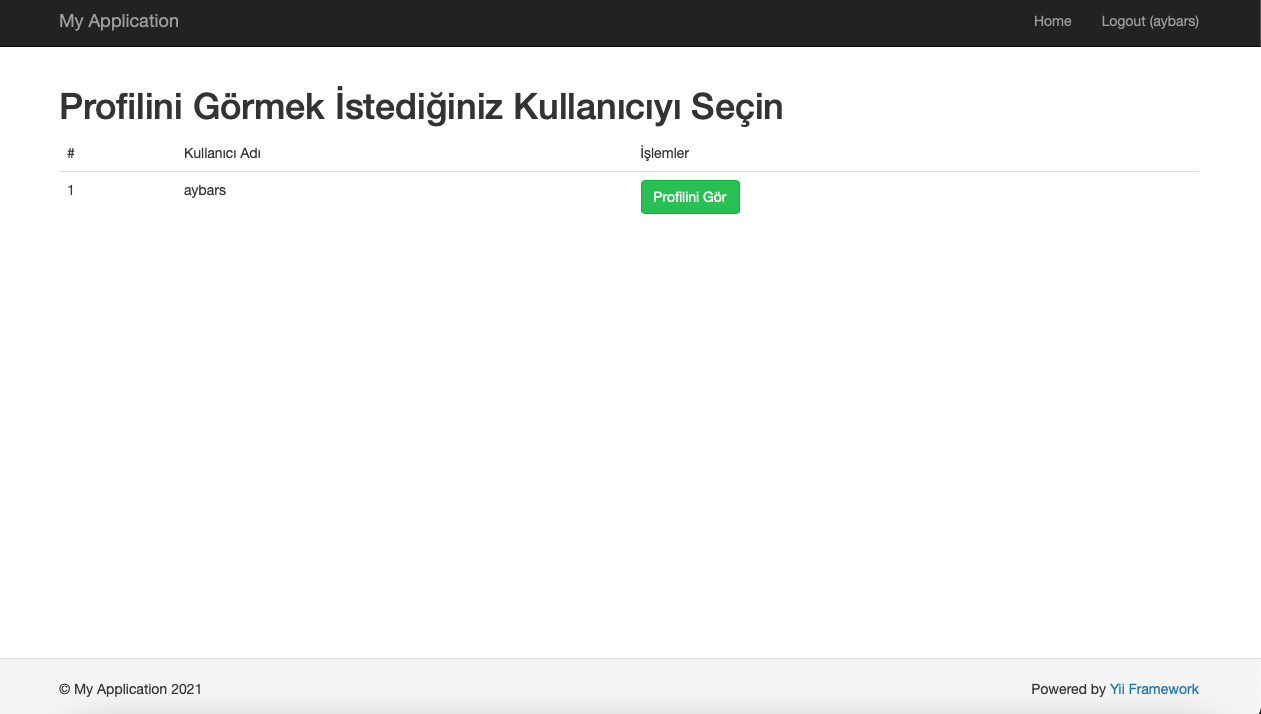 My Application Home Logout (aybars)
Profilini Görmek İstediğiniz Kullanıcıyı Seçin
# Kullanıcı Adı İşlemler
1 aybars Profilini Gör
© My Application 2021 Powered by Yii Framework